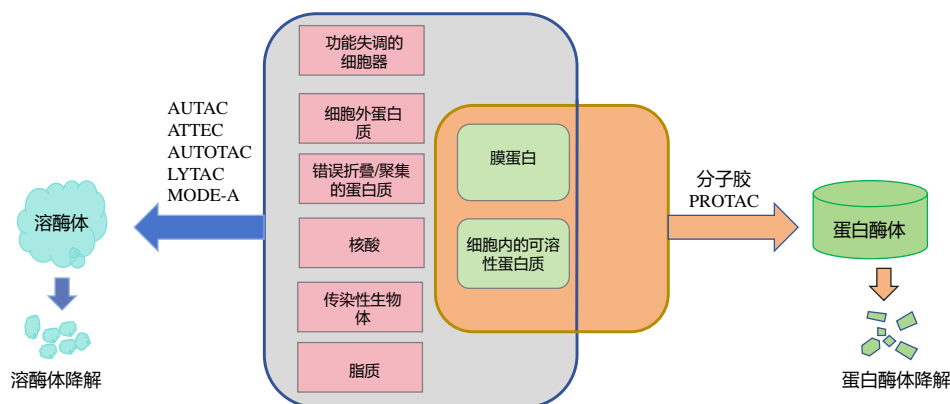 AUTAC
ATTEC
AUTOTAC
LYTAC
MODE-A
溶酶体
溶酶体降解
功能失调的
细胞器
细胞外蛋白
质
错误折叠/聚集
的蛋白质
核酸
传染性生物
体
脂质
膜蛋白
细胞内的可溶
性蛋白质
分子胶
PROTAC
蛋白酶体
蛋白酶体降解